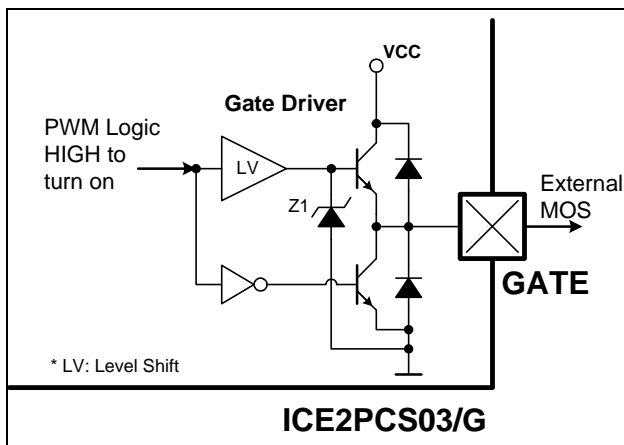 VCC
Gate Driver
PWM Logic
HIGH to
turn on
LV
Z1
External
MOS
GATE
* LV: Level Shift
ICE2PCS03/G